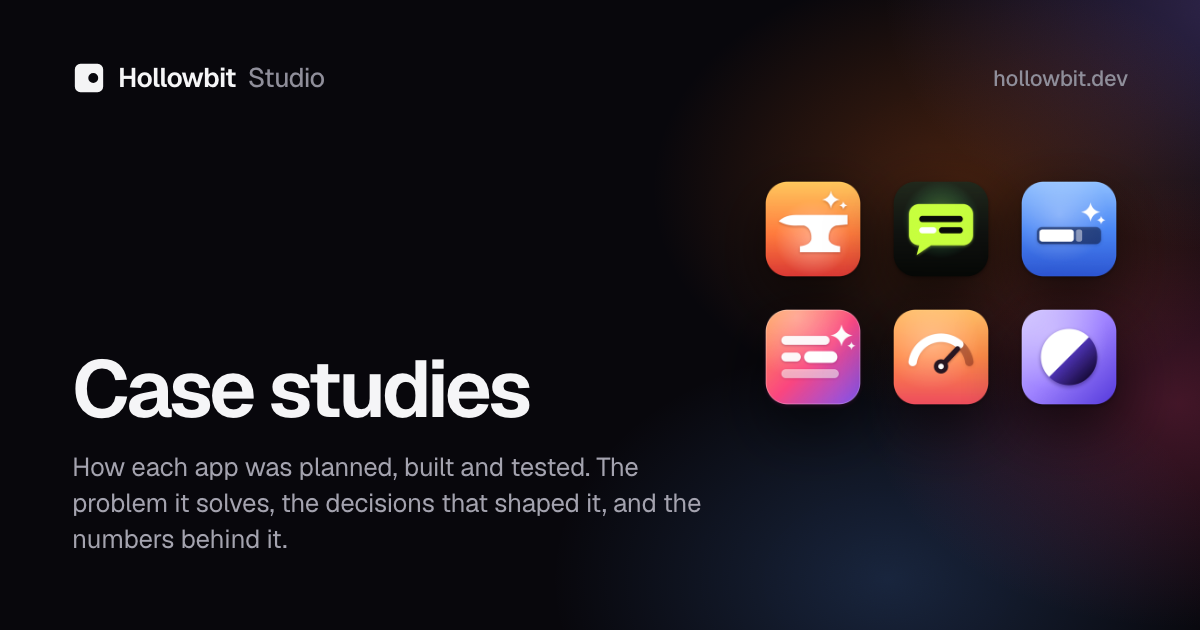 Hollowbit Studio
hollowbit.dev
Case studies
How each app was planned, built and tested. The
problem it solves, the decisions that shaped it, and the
numbers behind it.